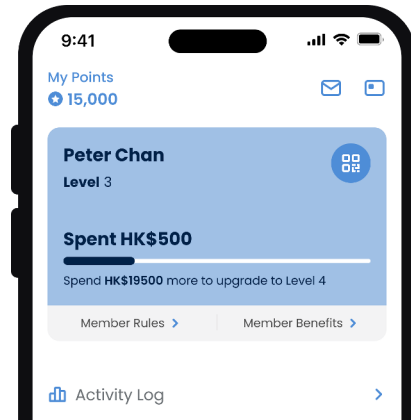 9:41
My Points
15,000
Peter Chan
Level 3
Spent HK$500
Spend HK$19500 more to upgrade to Level 4
Member Rules
Member Benefits
Activity Log